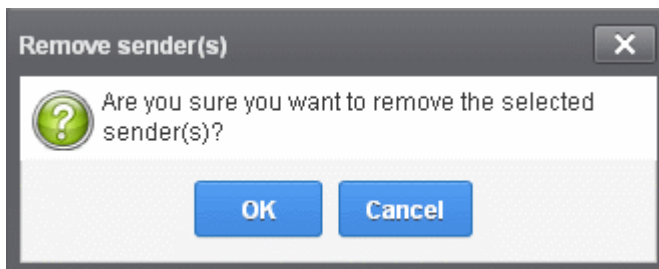 Remove sender(s)
Are you sure you want to remove the selected
sender(s)?
OK
Cancel